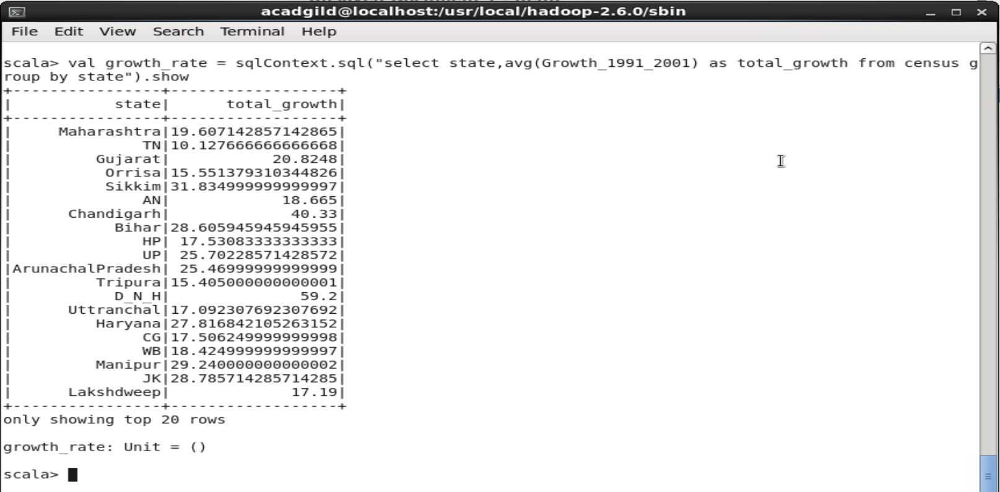 acadgild@localhost:/usr/local/hadoop-2.6.0/sbin
File Edit View Search Terminal Help
scala> val growth_rate = sqlContext.sql("select state,avg(Growth_1991_2001) as total_growth from census g
roup by state").show
+----------------+------------------+
|           state|      total_growth|
+----------------+------------------+
|     Maharashtra|19.607142857142865|
|              TN|10.127666666666668|
|         Gujarat|           20.8248|
|          Orrisa|15.551379310344826|
|          Sikkim|31.834999999999997|
|              AN|            18.665|
|      Chandigarh|             40.33|
|           Bihar|28.605945945945955|
|              HP| 17.53083333333333|
|              UP| 25.70228571428572|
|ArunachalPradesh| 25.46999999999999|
|         Tripura|15.405000000000001|
|           D_N_H|              59.2|
|      Uttranchal|17.092307692307692|
|         Haryana|27.816842105263152|
|              CG|17.506249999999998|
|              WB|18.424999999999997|
|         Manipur|29.240000000000002|
|              JK|28.785714285714285|
|      Lakshdweep|             17.19|
+----------------+------------------+
only showing top 20 rows
growth_rate: Unit = ()
scala>